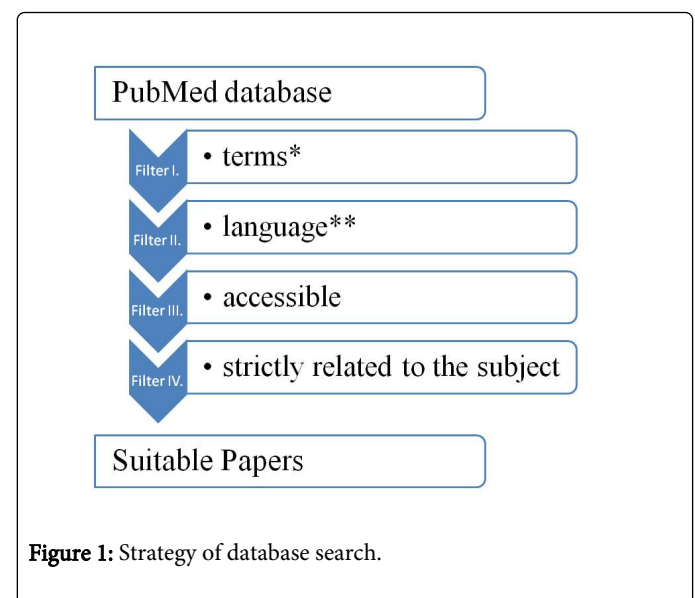 PubMed database
Filter I.
• terms*
Filter II.
• language**
Filter III.
• accessible
Filter IV.
• strictly related to the subject
Suitable Papers
Figure 1: Strategy of database search.